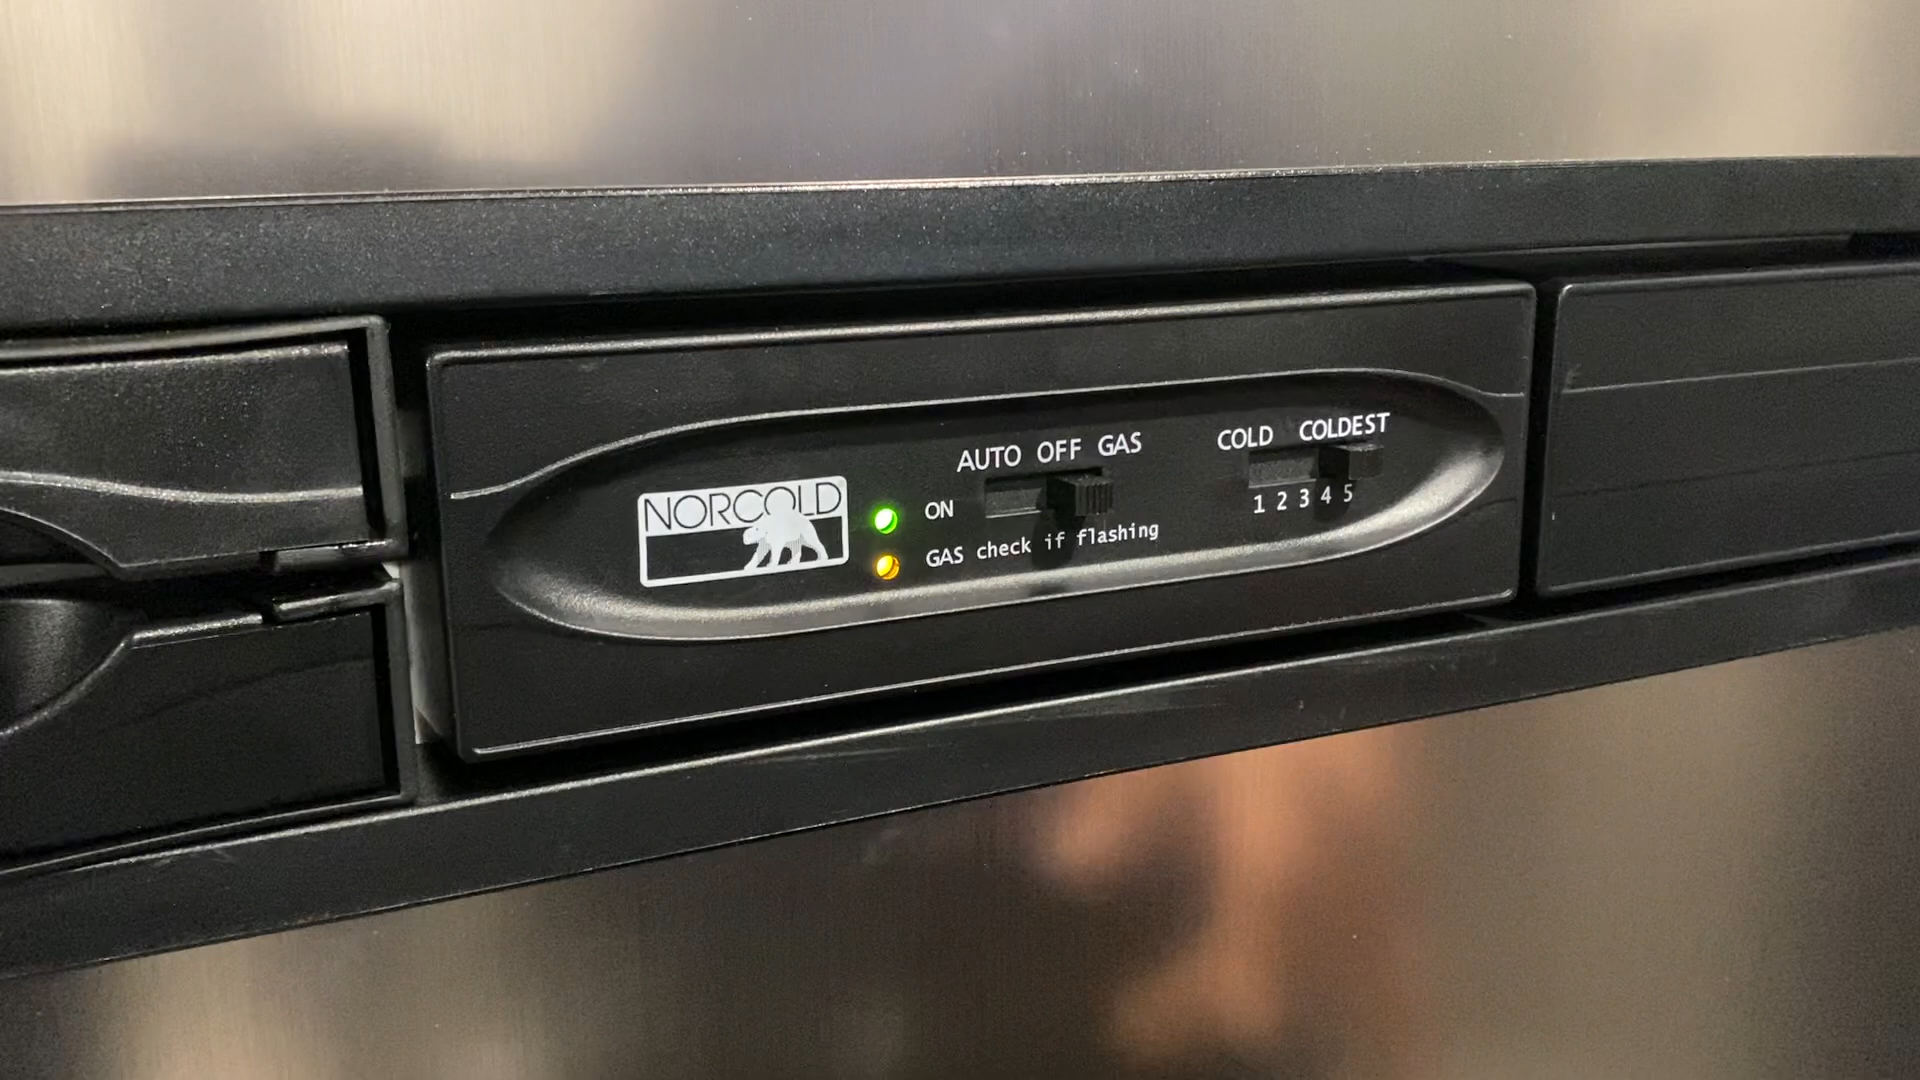 NORCOLD
AUTO OFF GAS
ON
GAS check if flashing
COLD COLDEST
1 2 3 4 5